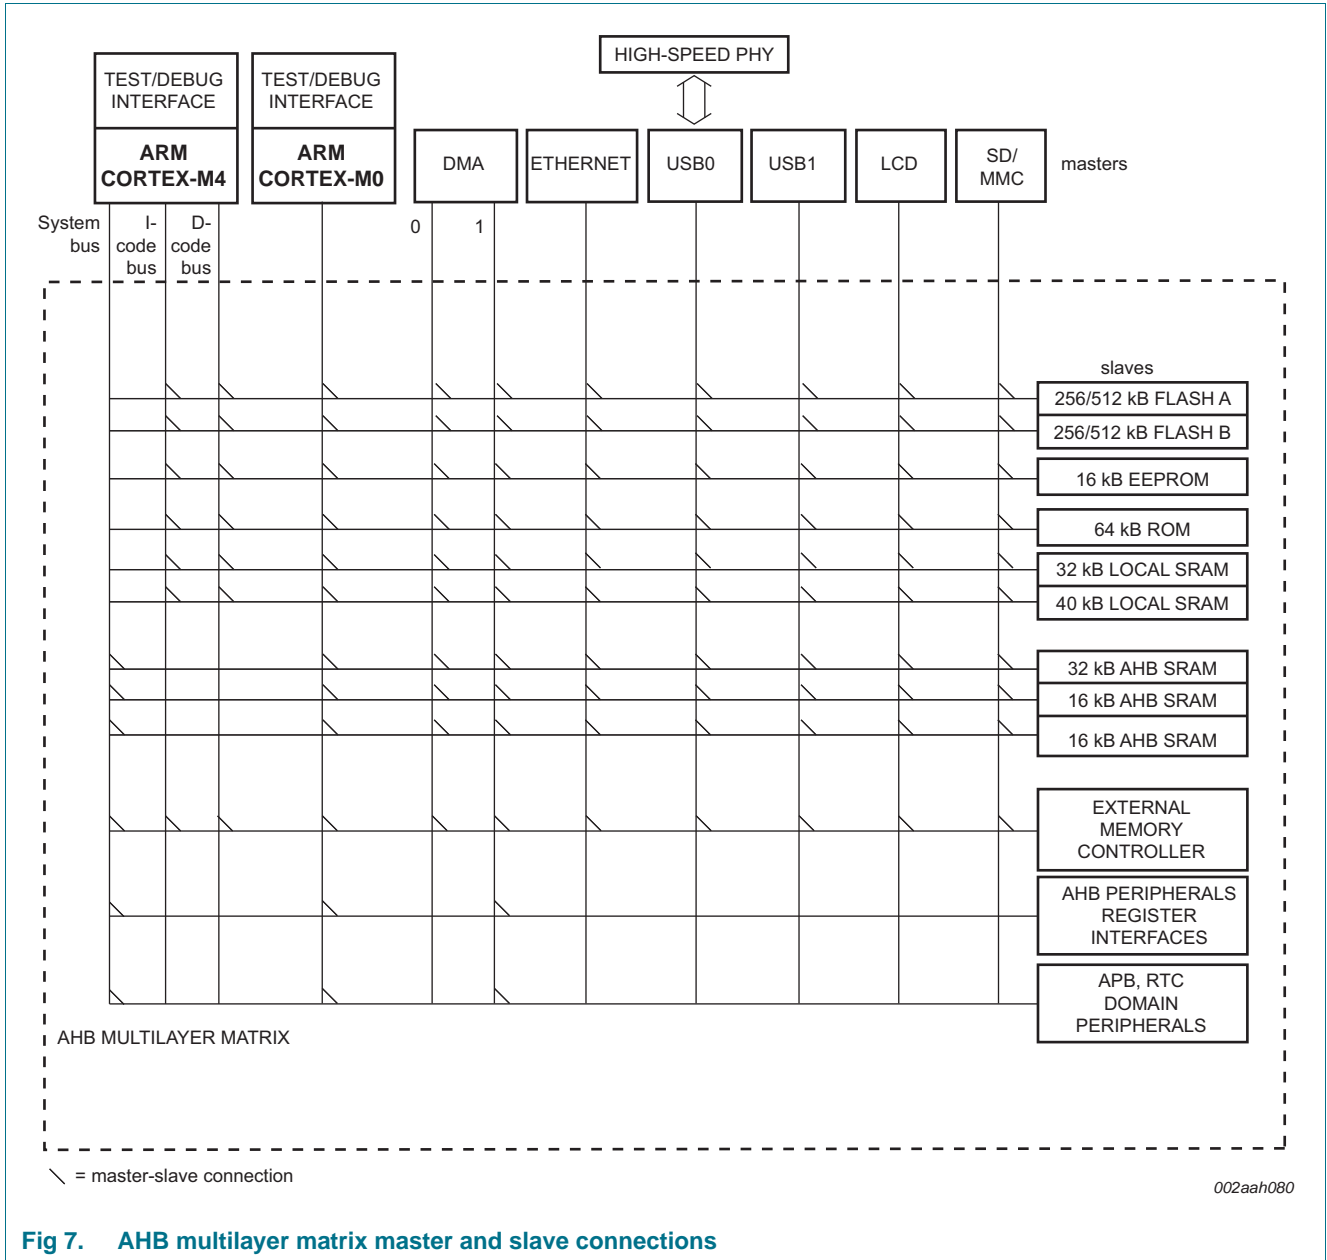 HIGH-SPEED PHY
TEST/DEBUG
INTERFACE
TEST/DEBUG
INTERFACE
ARM
CORTEX-M4
ARM
CORTEX-M0
DMA
ETHERNET
USB0
USB1
LCD
SD/
MMC
masters
System
bus
I-
code
bus
D-
code
bus
0
1
slaves
256/512 kB FLASH A
256/512 kB FLASH B
16 kB EEPROM
64 kB ROM
32 kB LOCAL SRAM
40 kB LOCAL SRAM
32 kB AHB SRAM
16 kB AHB SRAM
16 kB AHB SRAM
EXTERNAL
MEMORY
CONTROLLER
AHB PERIPHERALS
REGISTER
INTERFACES
APB, RTC
DOMAIN
PERIPHERALS
AHB MULTILAYER MATRIX
= master-slave connection
002aah080
Fig 7. AHB multilayer matrix master and slave connections